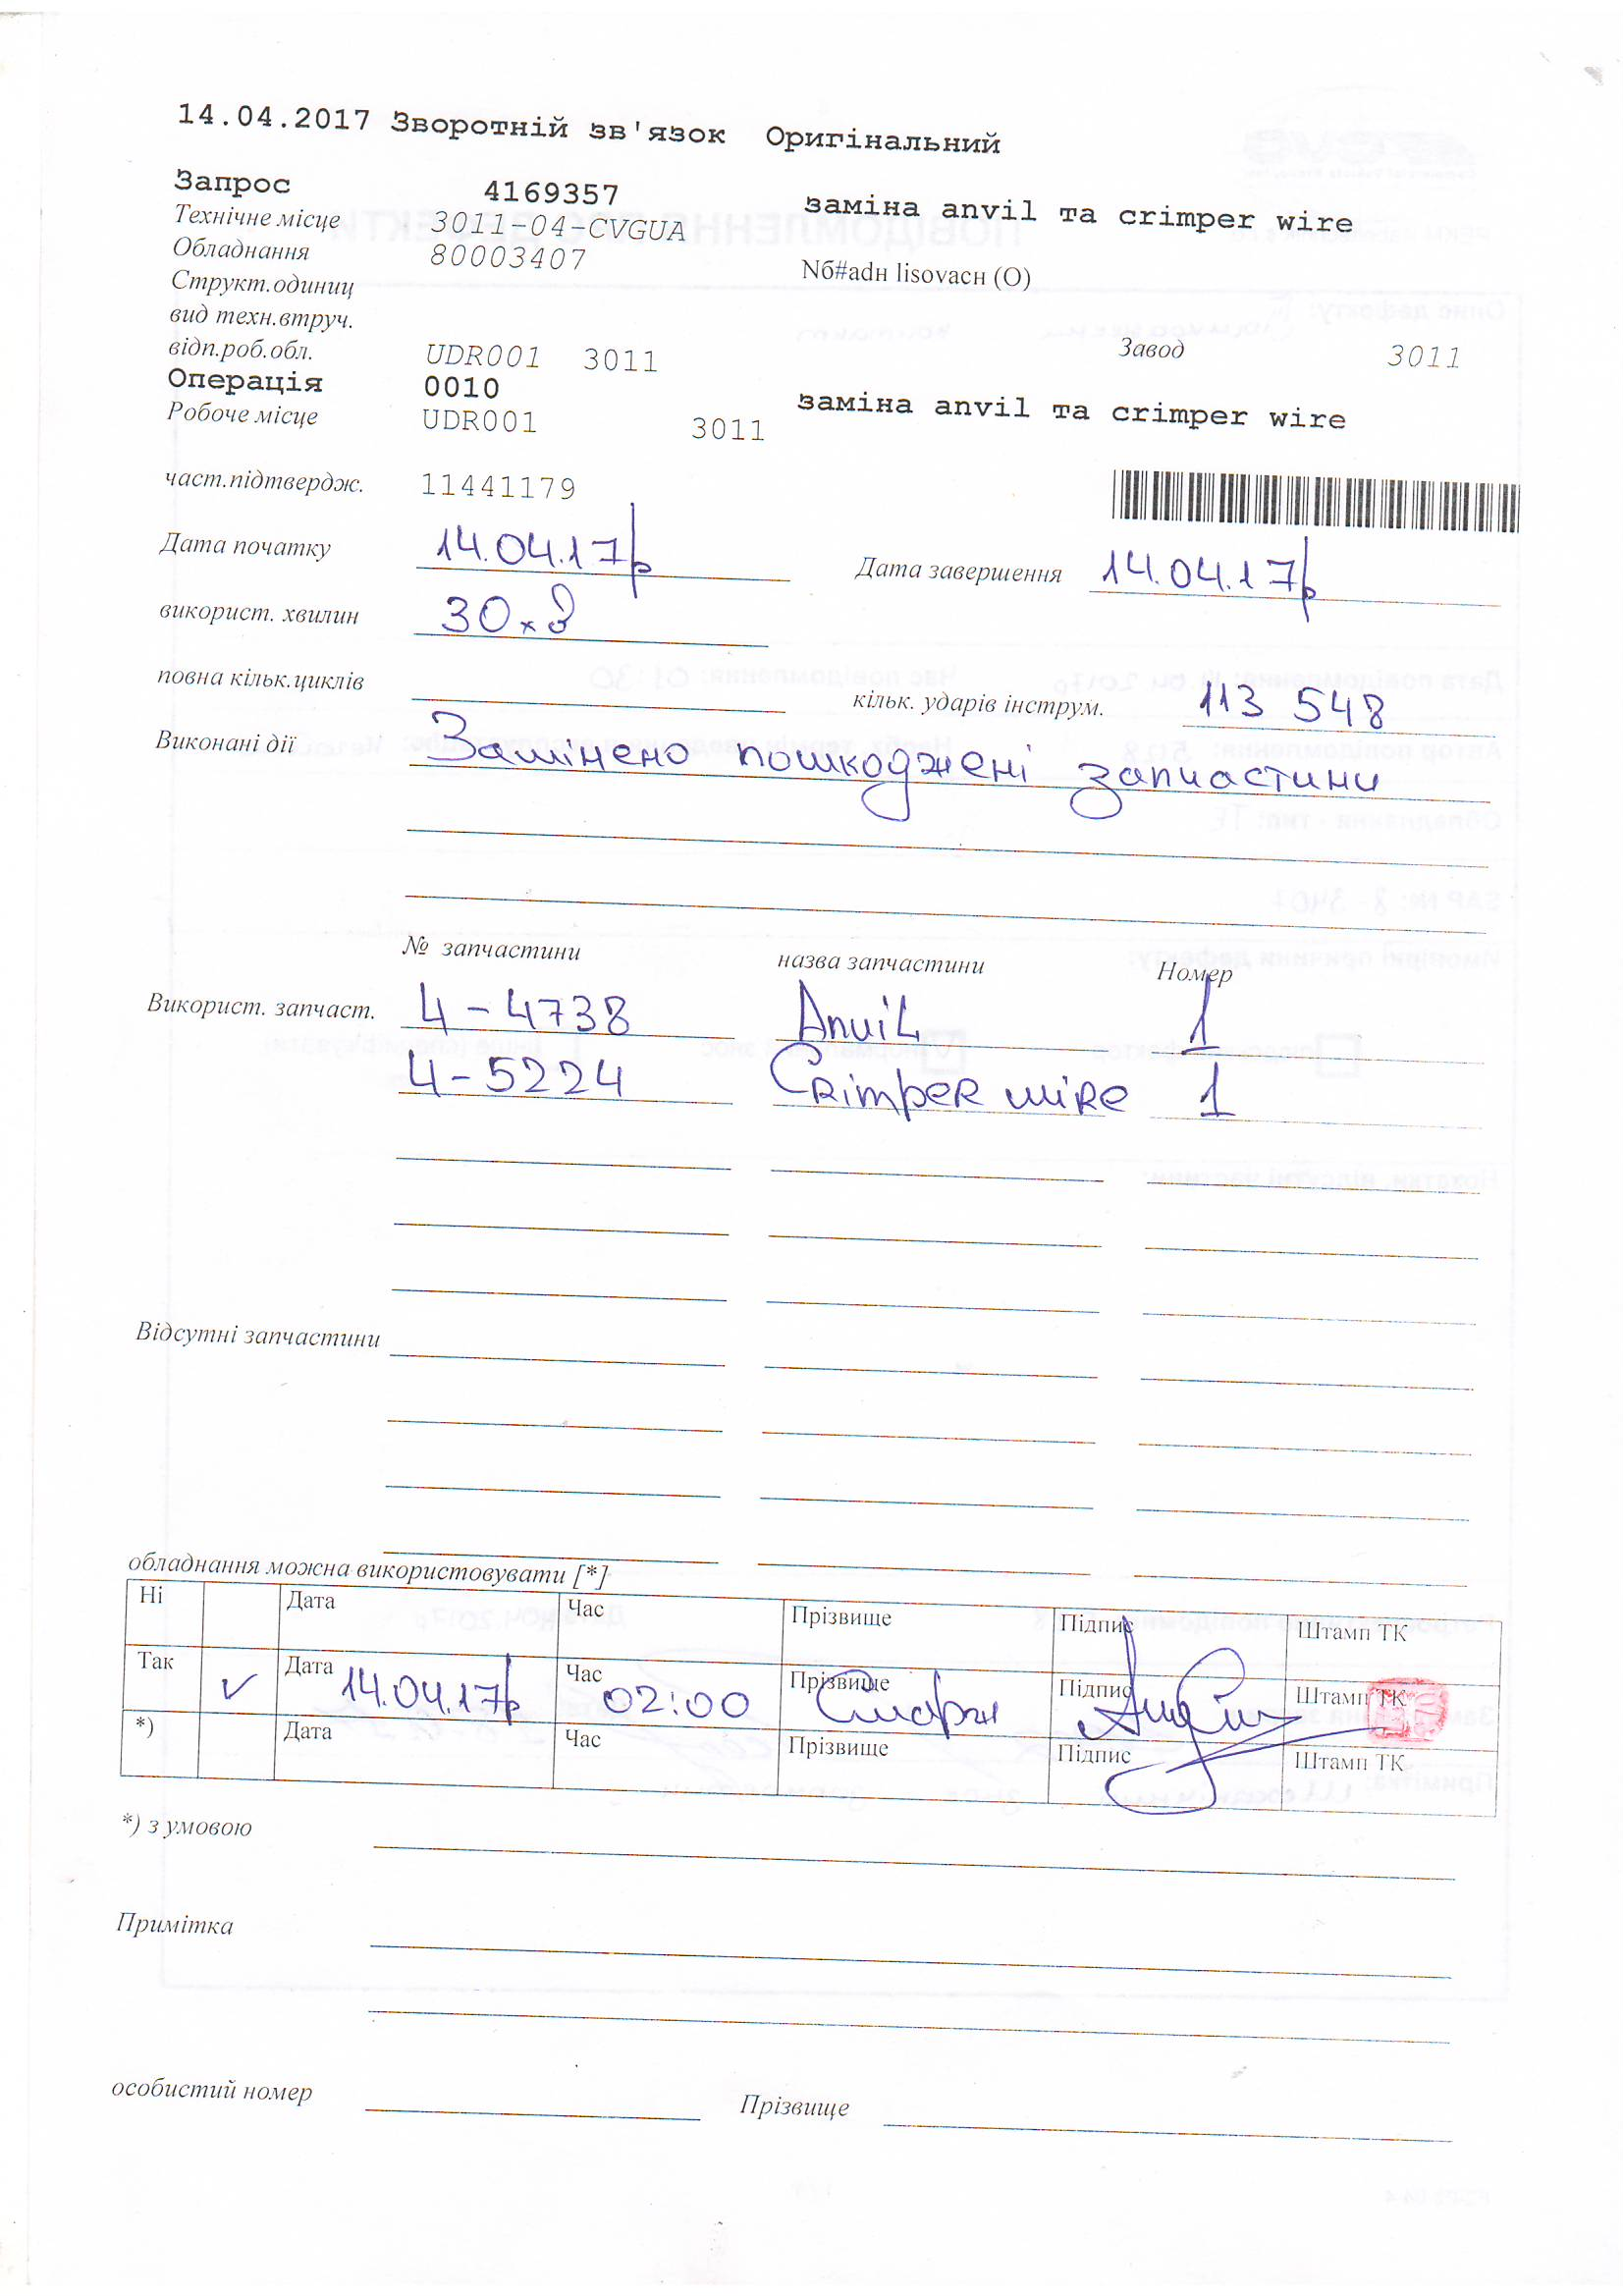 14.04.2017 Зворотній зв'язок Оригінальний
Запрос 4169357 заміна anvil та crimper wire
Технічне місце 3011-04-CVGUA
Обладнання 80003407 Nб#adн lisovасн (О)
Структ.одиниц
вид техн.втруч.
відп.роб.обл. UDR001 3011 Завод 3011
Операція 0010 заміна anvil та crimper wire
Робоче місце UDR001 3011
част.підтвердж. 11441179
Дата початку 14.04.17р Дата завершення 14.04.17р
використ. хвилин 30хв
повна кільк.циклів кільк. ударів інструм. 113 548
Виконані дії Замінено пошкоджені запчастини
№ запчастини назва запчастини Номер
Використ. запчаст. 4-4738 Anvil 1
4-5224 Crimper wire 1
Відсутні запчастини
обладнання можна використовувати [*]
Ні Дата Час Прізвище Підпис Штамп ТК
Так ✓ Дата 14.04.17р Час 02:00 Прізвище Підпис Штамп ТК
*) Дата Час Прізвище Підпис Штамп ТК
*) з умовою
Примітка
особистий номер Прізвище